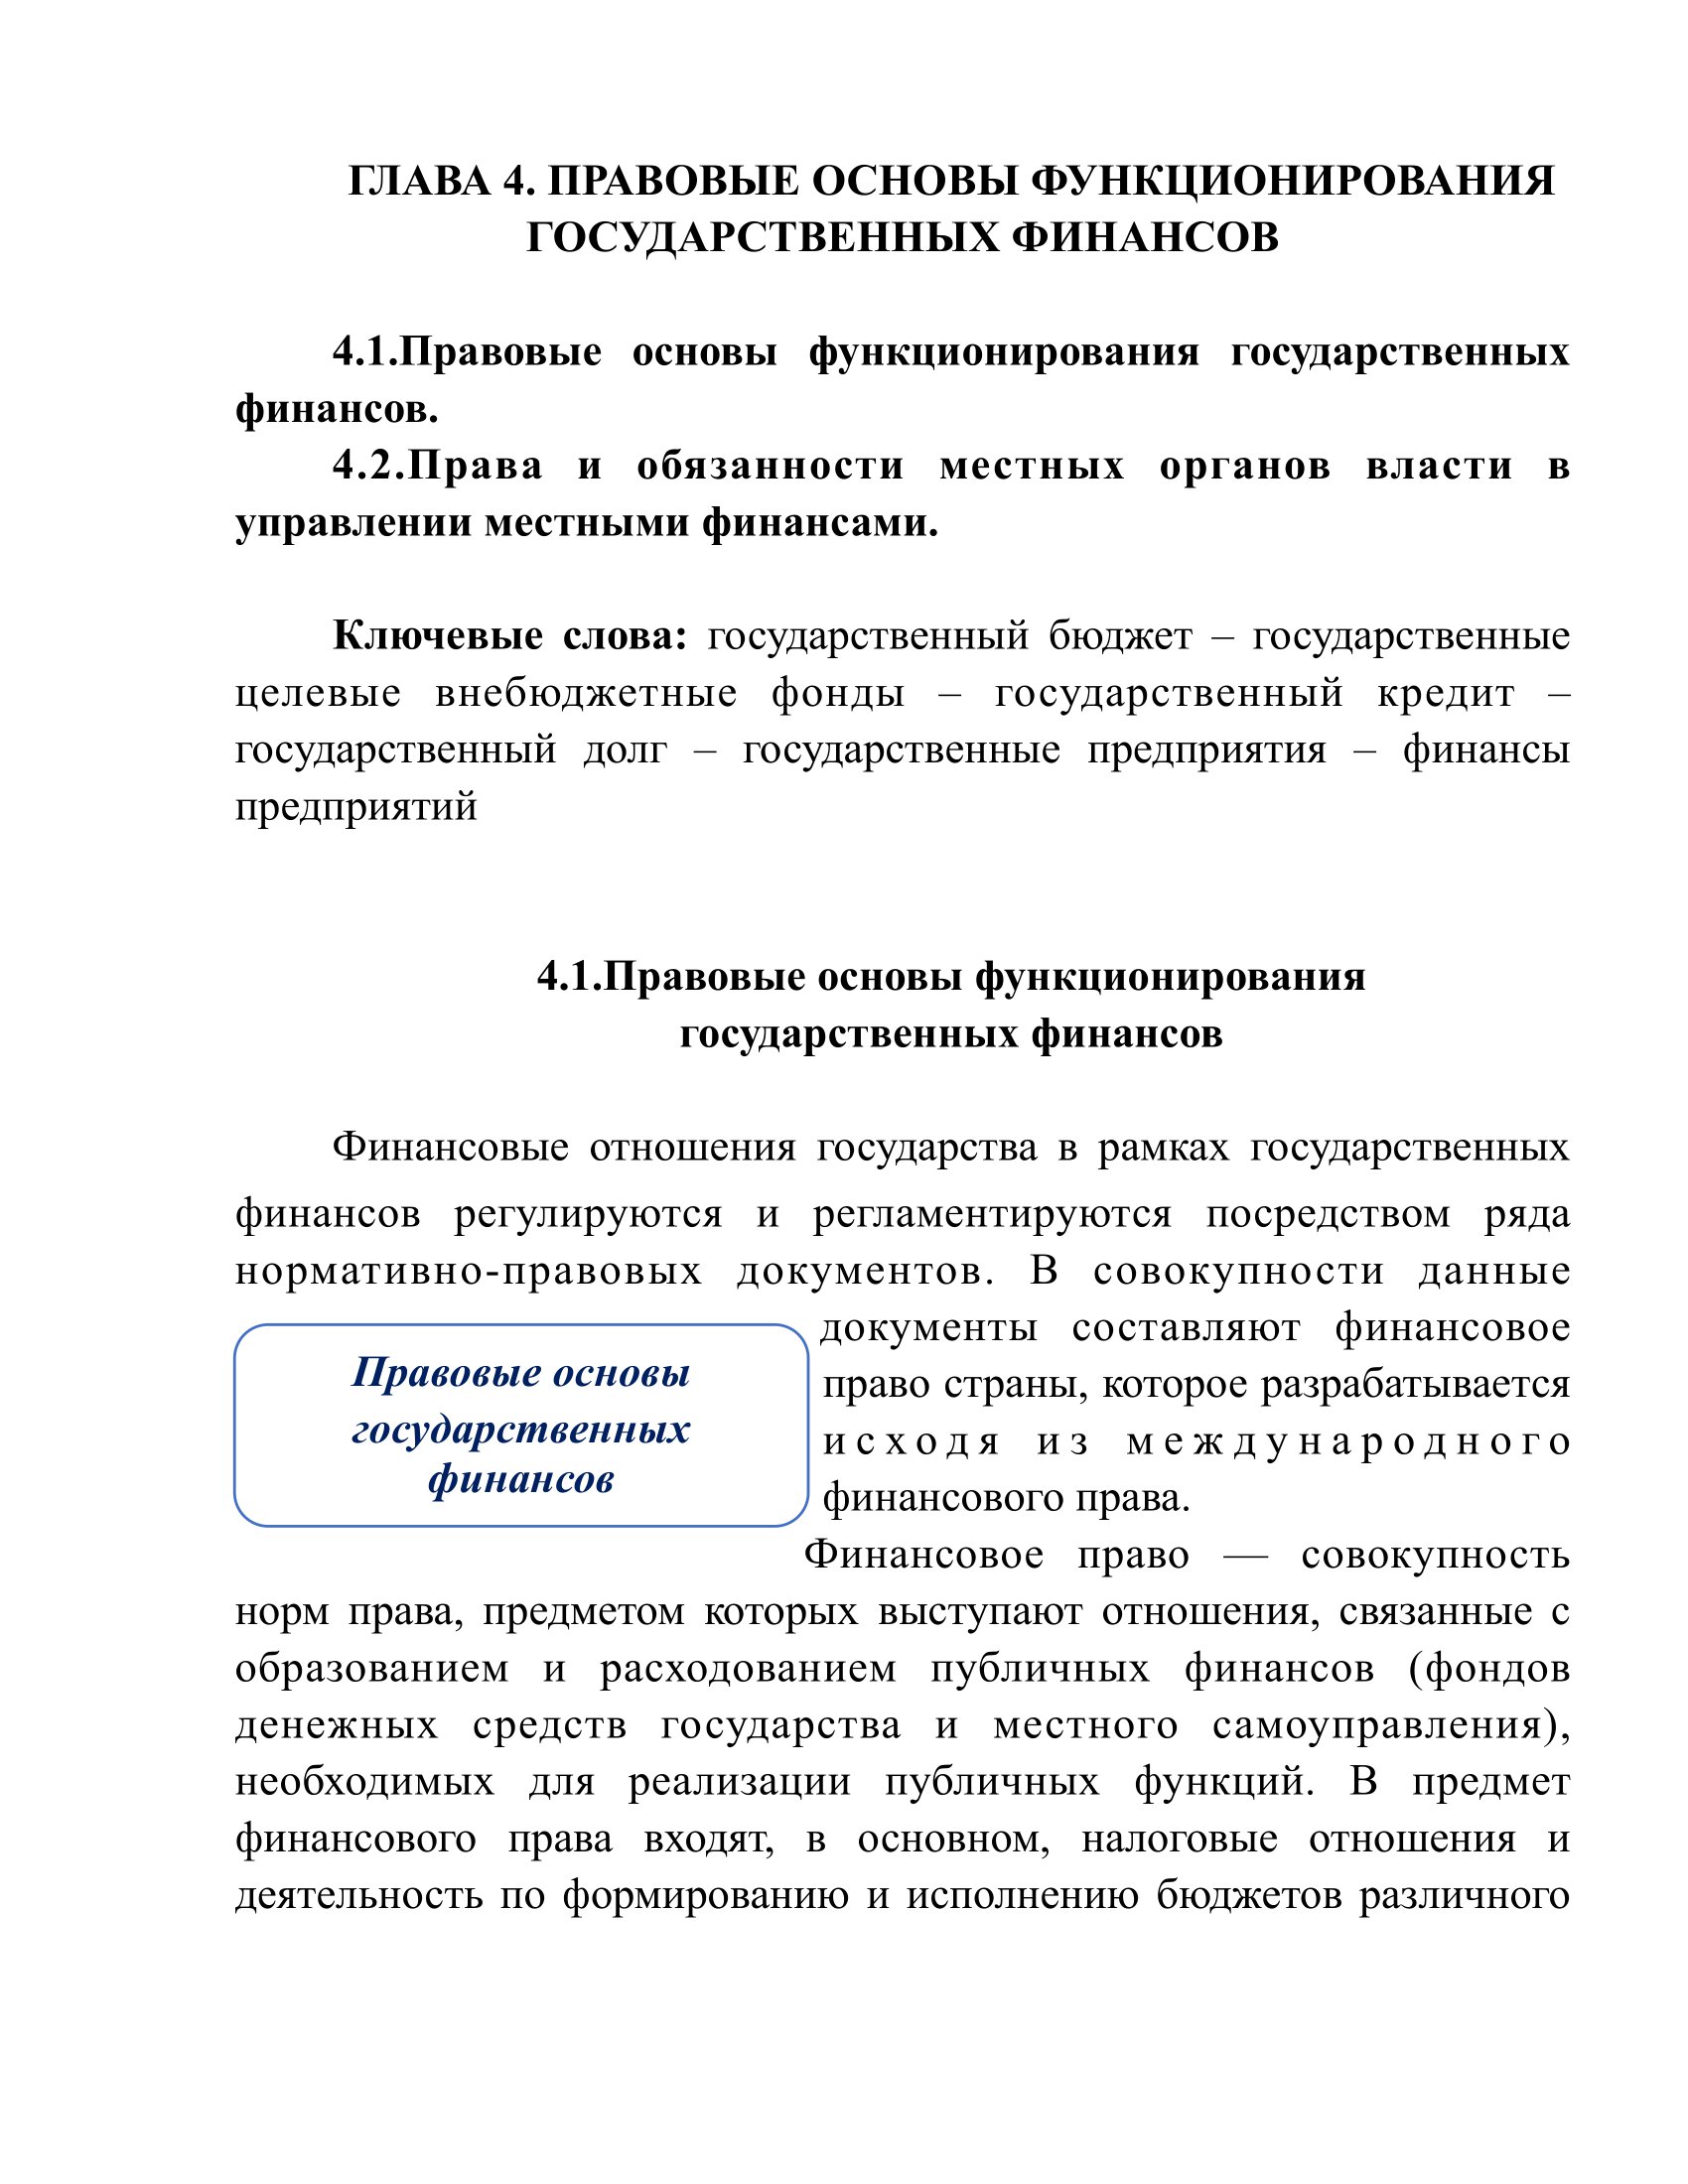 ГЛАВА 4. ПРАВОВЫЕ ОСНОВЫ ФУНКЦИОНИРОВАНИЯ
ГОСУДАРСТВЕННЫХ ФИНАНСОВ
4.1.Правовые основы функционирования государственных
финансов.
4.2.Права и обязанности местных органов власти в
управлении местными финансами.
Ключевые слова: государственный бюджет – государственные
целевые внебюджетные фонды – государственный кредит –
государственный долг – государственные предприятия – финансы
предприятий
4.1.Правовые основы функционирования
государственных финансов
Финансовые отношения государства в рамках государственных
финансов регулируются и регламентируются посредством ряда
нормативно-правовых документов. В совокупности данные
документы составляют финансовое
право страны, которое разрабатывается
исходя из международного
финансового права.
Правовые основы
государственных
финансов
Финансовое право — совокупность
норм права, предметом которых выступают отношения, связанные с
образованием и расходованием публичных финансов (фондов
денежных средств государства и местного самоуправления),
необходимых для реализации публичных функций. В предмет
финансового права входят, в основном, налоговые отношения и
деятельность по формированию и исполнению бюджетов различного